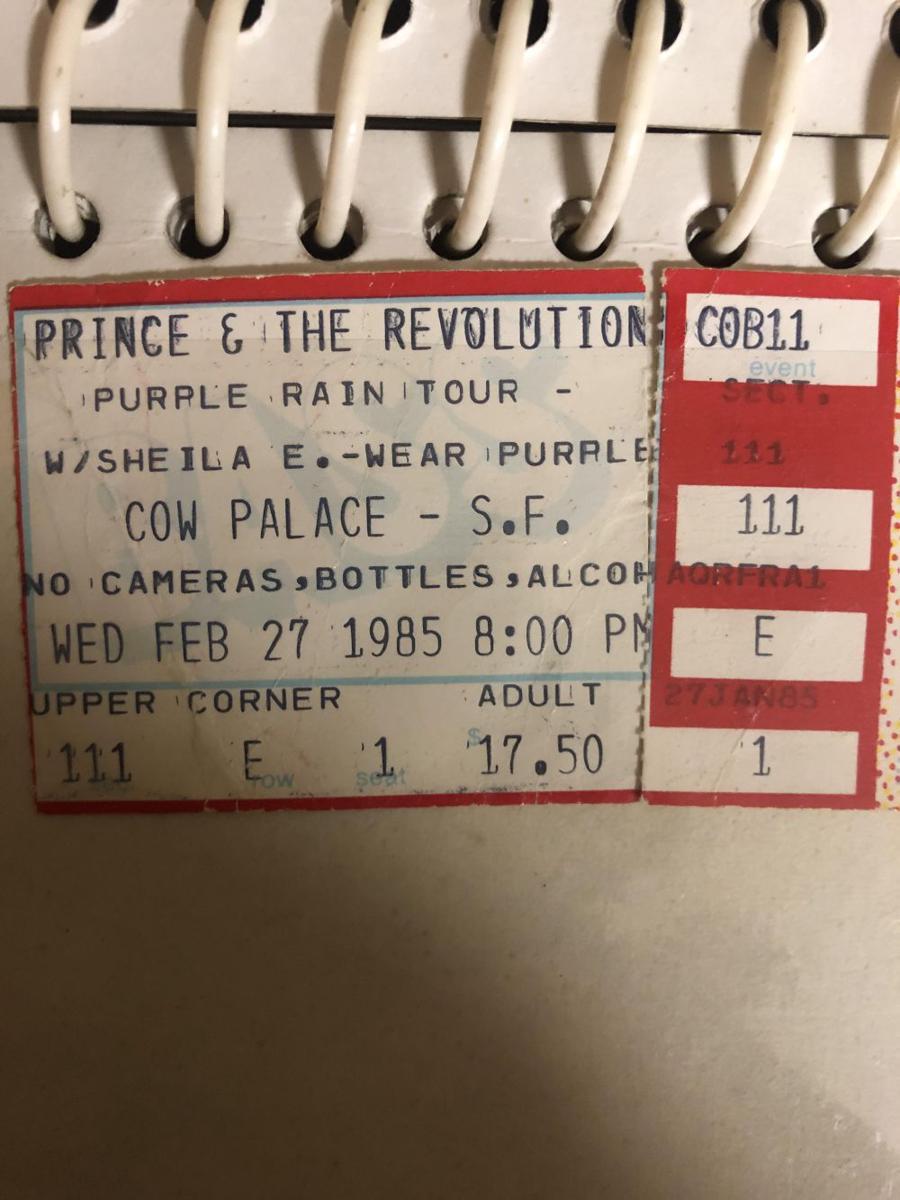 PRINCE & THE REVOLUTION
PURPLE RAIN TOUR -
W/SHEILA E.-WEAR PURPLE
COW PALACE - S.F.
NO CAMERAS,BOTTLES,ALCOH
WED FEB 27 1985 8:00 PM
UPPER CORNER ADULT
111 E 1 $17.50
row seat
COB11
event
SECT.
111
111
AORFRA1
E
27JAN85
1